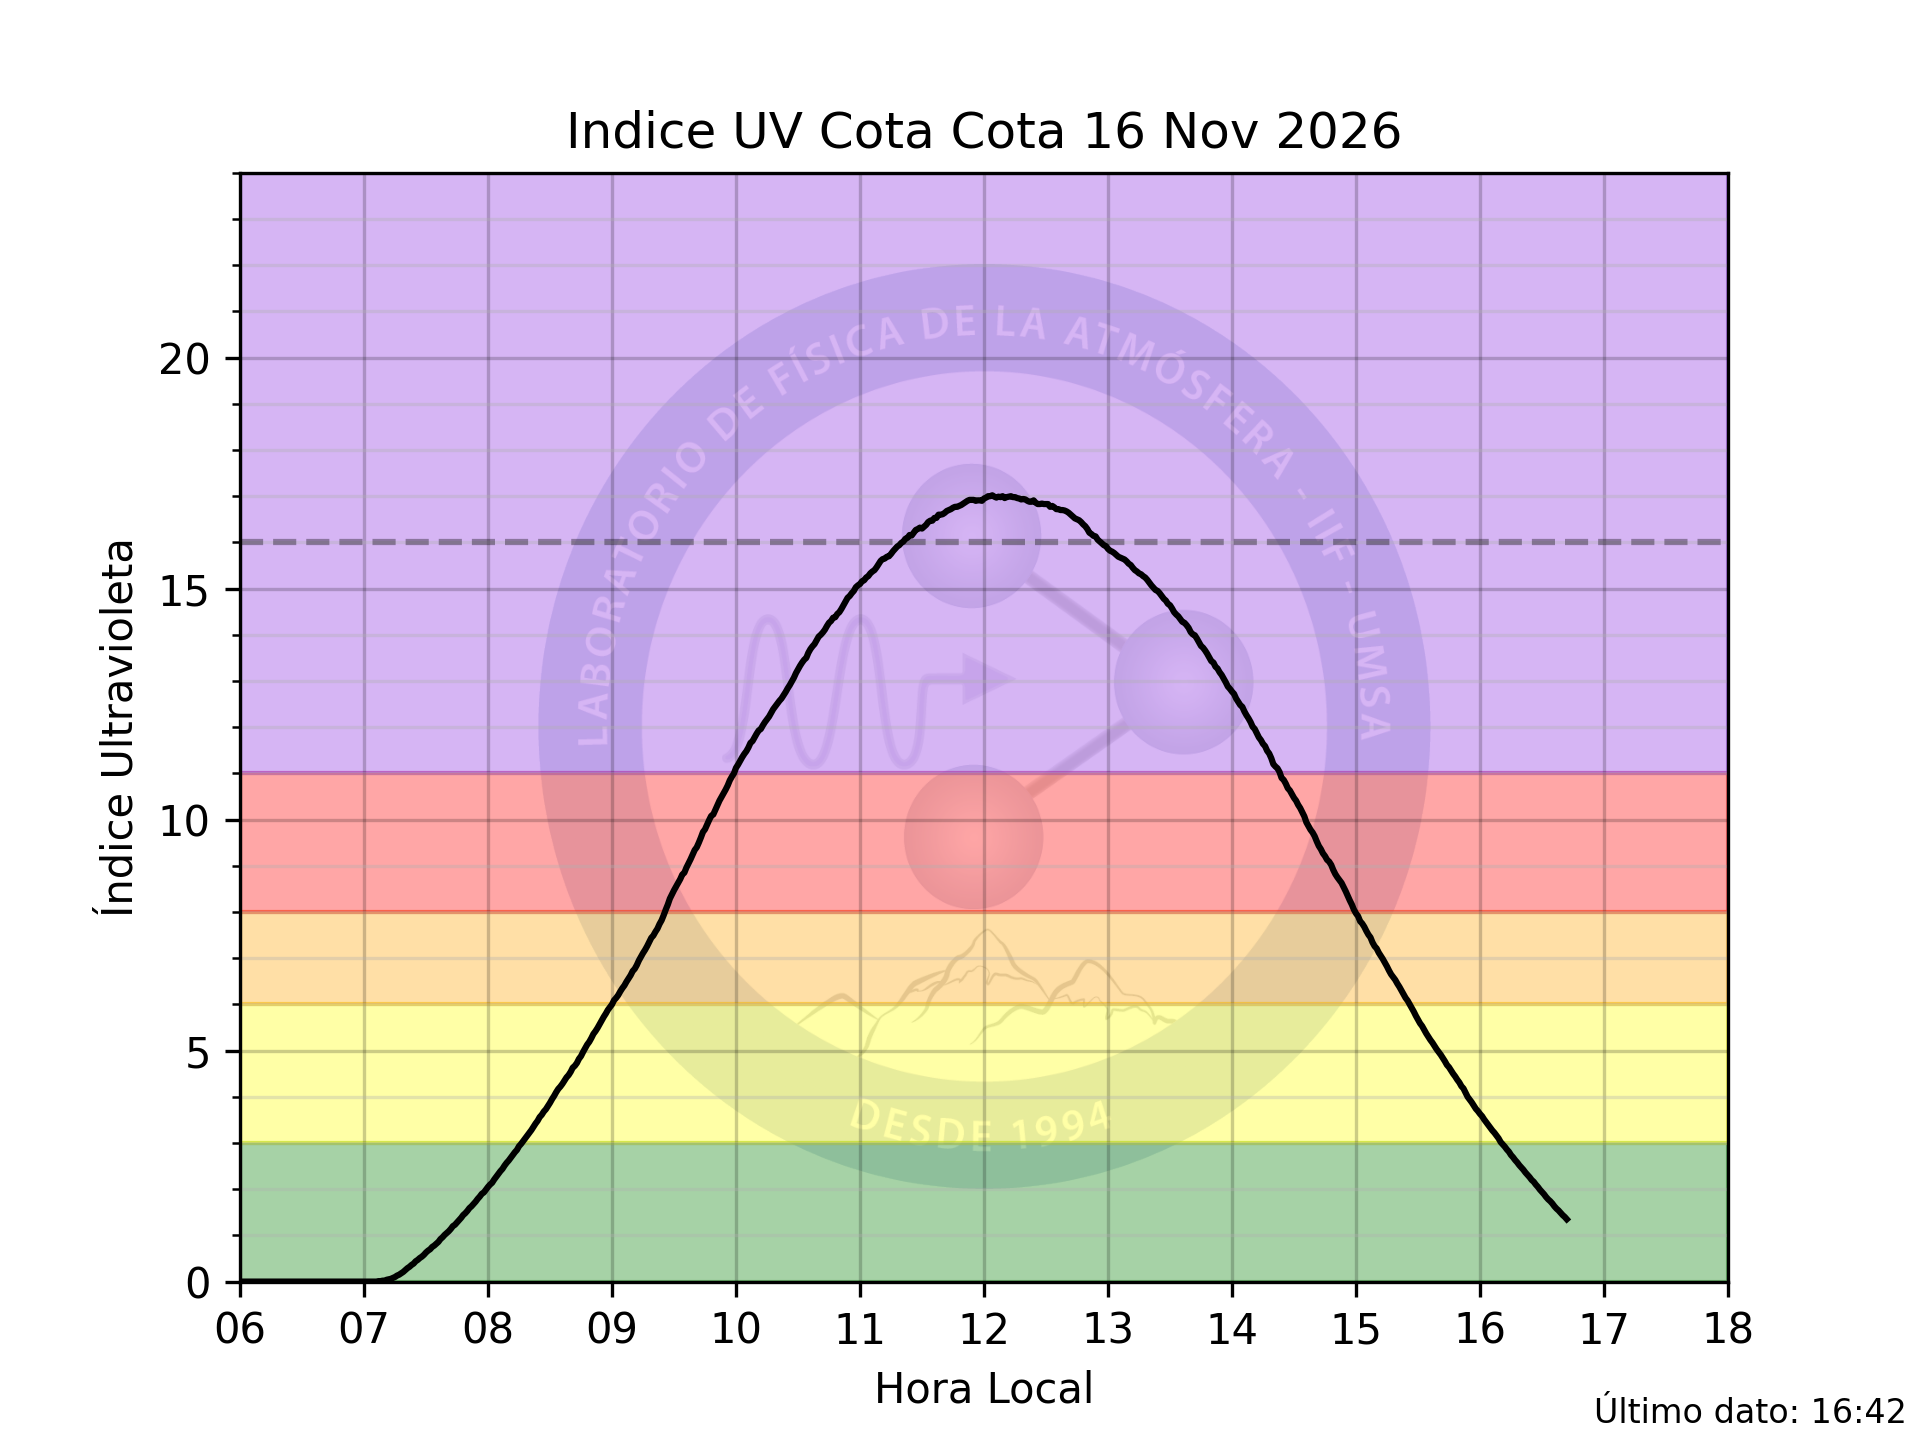 Indice UV Cota Cota 16 Nov 2026
LABORATORIO DE FÍSICA DE LA ATMÓSFERA - IIF - UMSA
DESDE 1994
Índice Ultravioleta
20
15
10
5
0
06 07 08 09 10 11 12 13 14 15 16 17 18
Hora Local
Último dato: 16:42